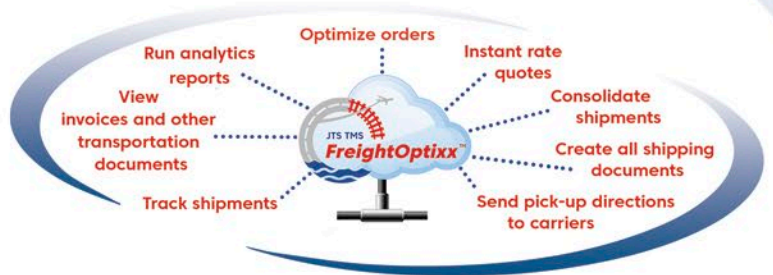 Optimize orders
Run analytics
reports
Instant rate
quotes
View
invoices and other
transportation
documents
Consolidate
shipments
JTS TMS
FreightOptixx™
Create all shipping
documents
Track shipments
Send pick-up directions
to carriers